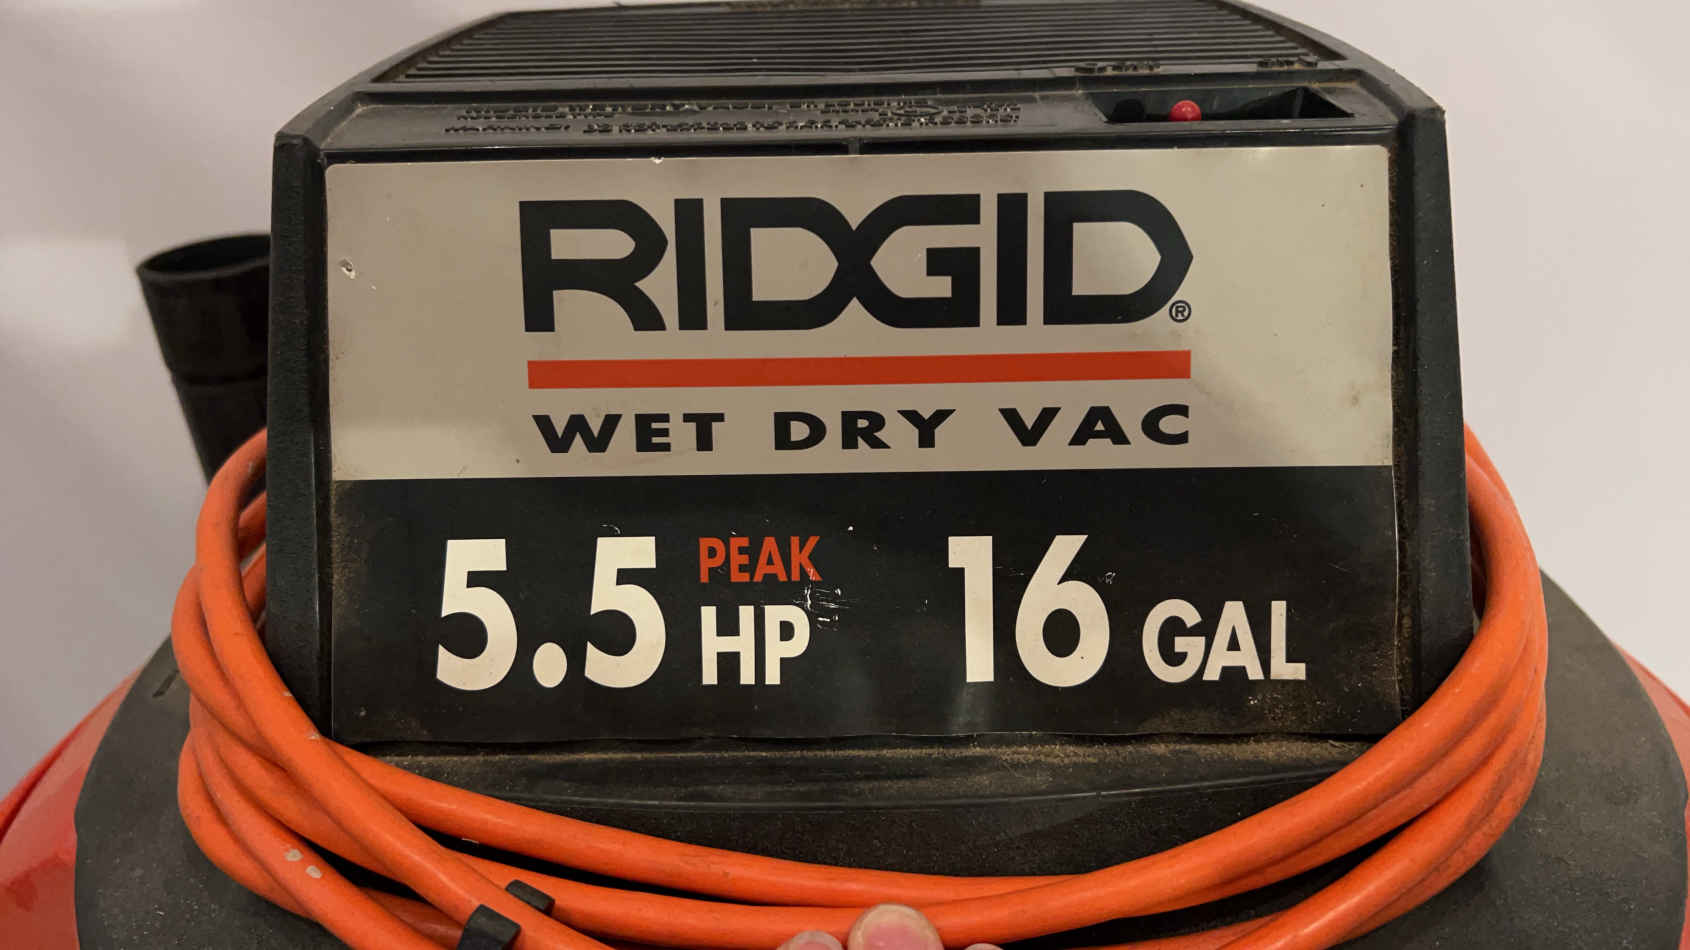 RIDGID®
WET DRY VAC
5.5 PEAK HP 16 GAL